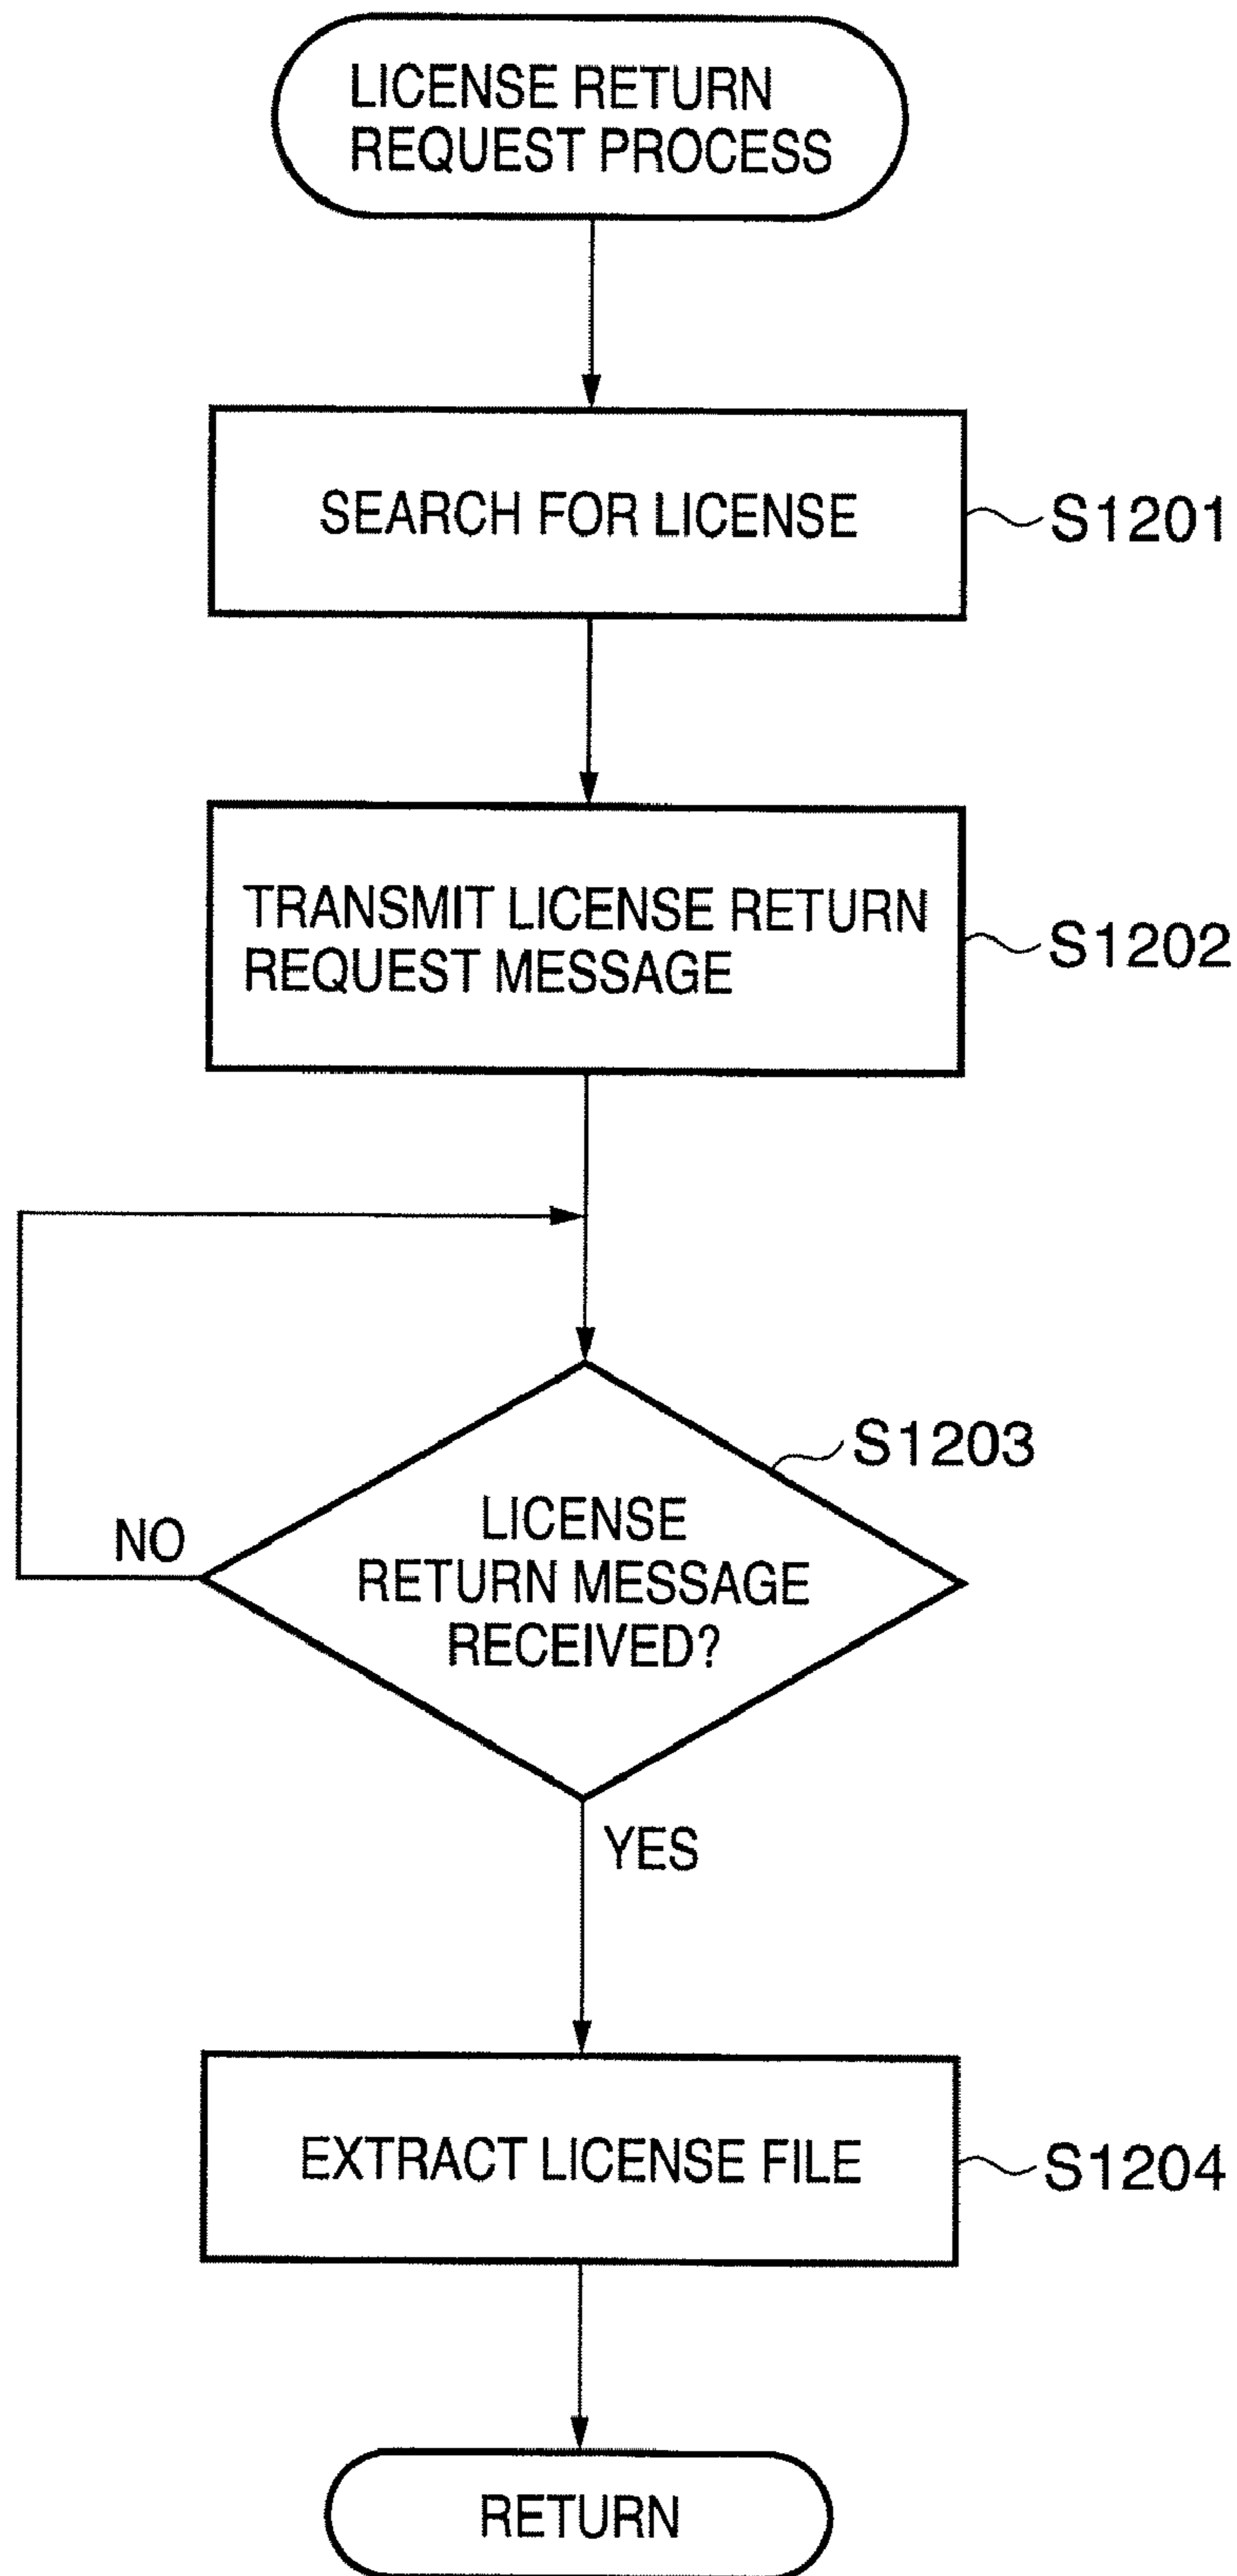 LICENSE RETURN
REQUEST PROCESS
SEARCH FOR LICENSE
S1201
TRANSMIT LICENSE RETURN
REQUEST MESSAGE
S1202
S1203
LICENSE
RETURN MESSAGE
RECEIVED?
NO
YES
EXTRACT LICENSE FILE
S1204
RETURN